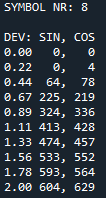 SYMBOL NR: 8
DEV: SIN, COS
0.00 0, 0
0.22 0, 4
0.44 64, 78
0.67 225, 219
0.89 324, 336
1.11 413, 428
1.33 474, 457
1.56 533, 552
1.78 593, 564
2.00 604, 629